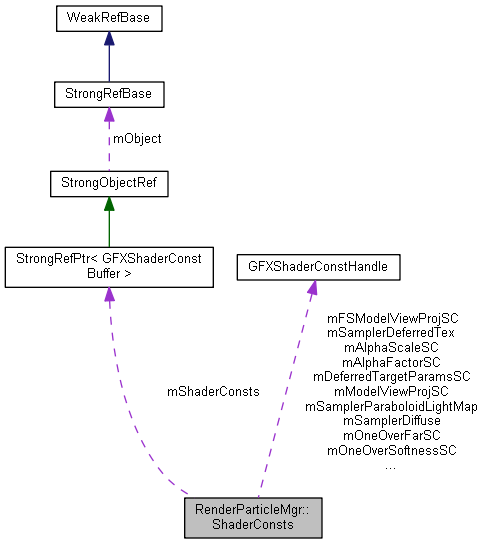 WeakRefBase
StrongRefBase
mObject
StrongObjectRef
StrongRefPtr< GFXShaderConst
Buffer >
GFXShaderConstHandle
mFSModelViewProjSC
mSamplerDeferredTex
mAlphaScaleSC
mAlphaFactorSC
mDeferredTargetParamsSC
mModelViewProjSC
mSamplerParaboloidLightMap
mSamplerDiffuse
mOneOverFarSC
mOneOverSoftnessSC
...
mShaderConsts
RenderParticleMgr::
ShaderConsts